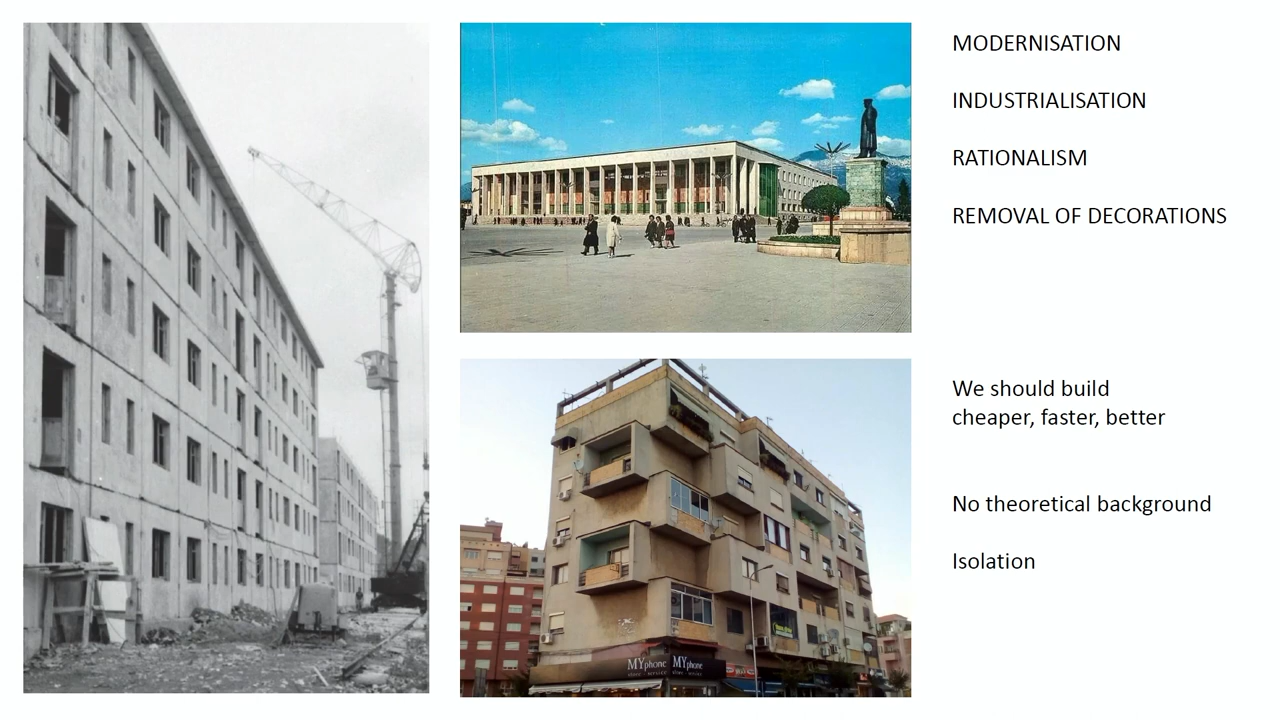 MODERNISATION
INDUSTRIALISATION
RATIONALISM
REMOVAL OF DECORATIONS
We should build
cheaper, faster, better
No theoretical background
Isolation
MYphone MYphone